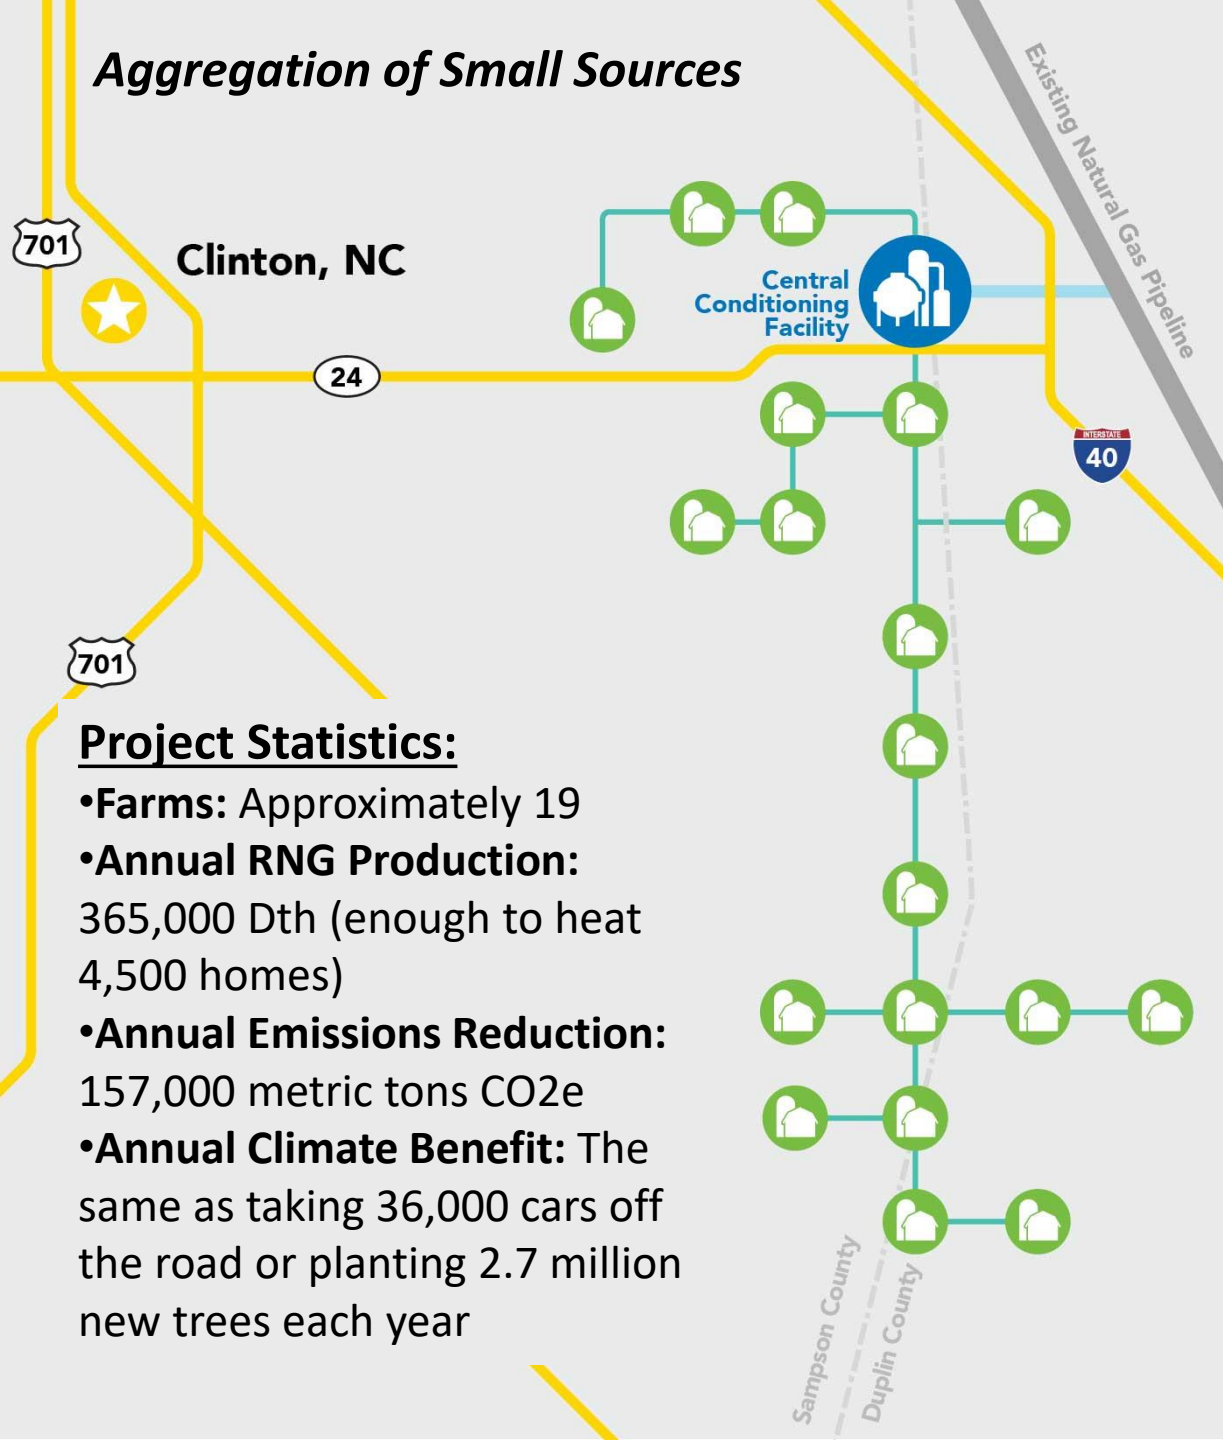 Aggregation of Small Sources
Existing Natural Gas Pipeline
701
Clinton, NC
Central
Conditioning
Facility
24
INTERSTATE
40
701
Project Statistics:
•Farms: Approximately 19
•Annual RNG Production:
365,000 Dth (enough to heat
4,500 homes)
•Annual Emissions Reduction:
157,000 metric tons CO2e
•Annual Climate Benefit: The
same as taking 36,000 cars off
the road or planting 2.7 million
new trees each year
Sampson County
Duplin County